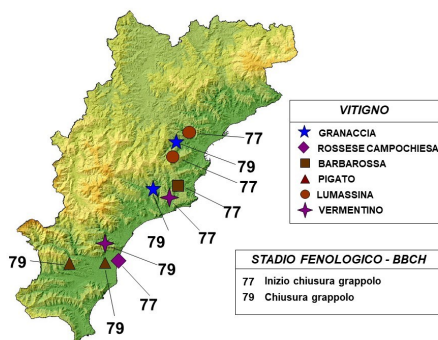 77
79
77
77
79
77
79
79
77
79
VITIGNO
GRANACCIA
ROSSESE CAMPOCHIESA
BARBAROSSA
PIGATO
LUMASSINA
VERMENTINO
STADIO FENOLOGICO - BBCH
77 Inizio chiusura grappolo
79 Chiusura grappolo